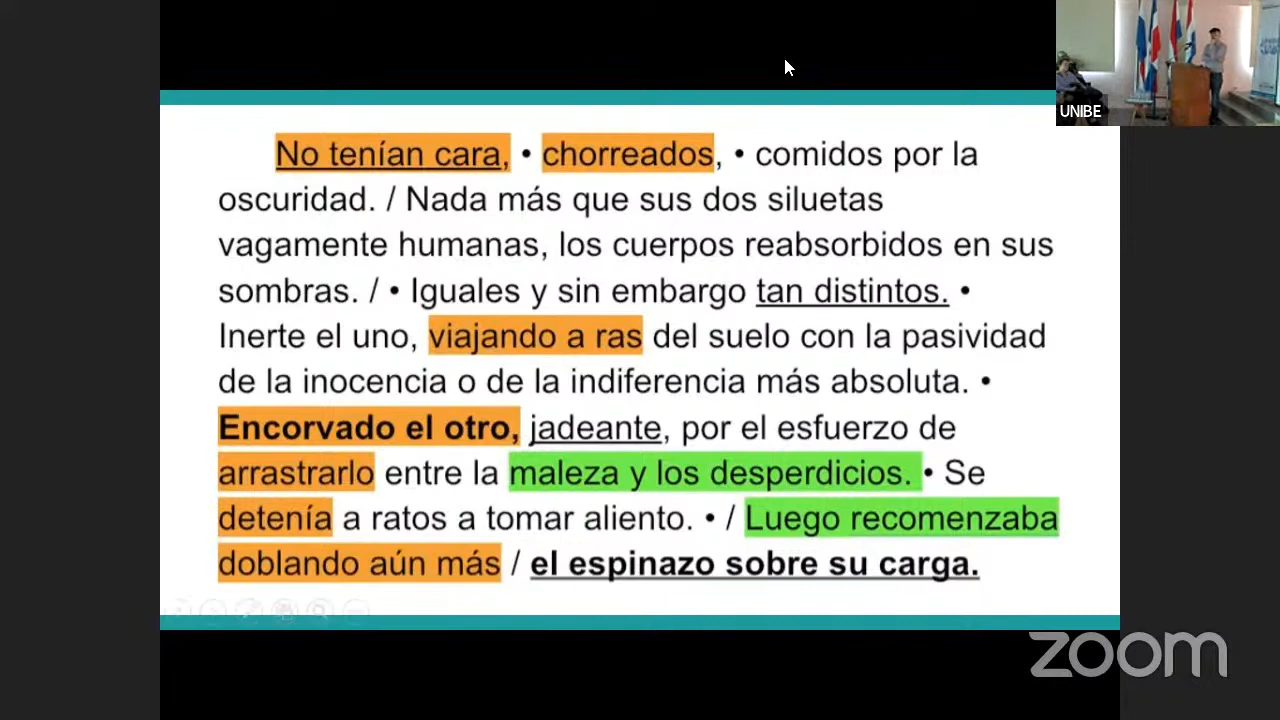 UNIBE
No tenían cara, • chorreados, • comidos por la
oscuridad. / Nada más que sus dos siluetas
vagamente humanas, los cuerpos reabsorbidos en sus
sombras. / • Iguales y sin embargo tan distintos. •
Inerte el uno, viajando a ras del suelo con la pasividad
de la inocencia o de la indiferencia más absoluta. •
Encorvado el otro, jadeante, por el esfuerzo de
arrastrarlo entre la maleza y los desperdicios. • Se
detenía a ratos a tomar aliento. • / Luego recomenzaba
doblando aún más / el espinazo sobre su carga.
zoom